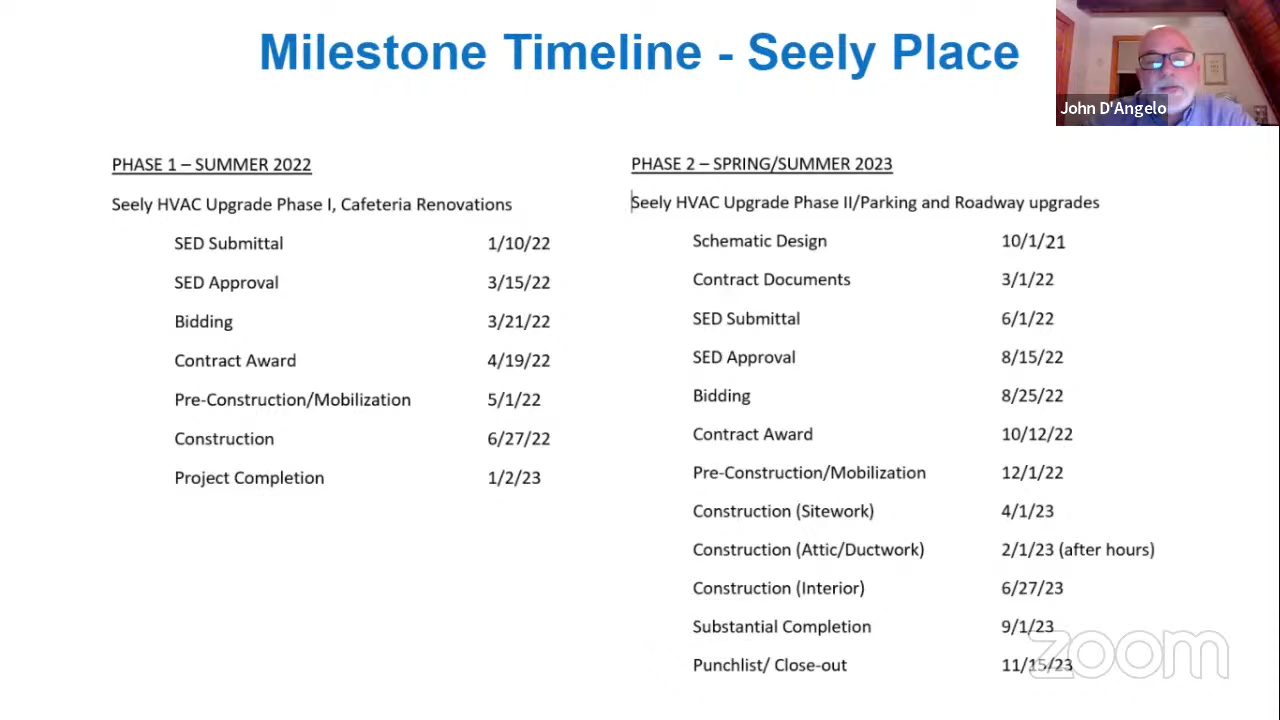 Milestone Timeline - Seely Place
John D'Angelo
PHASE 1 – SUMMER 2022
Seely HVAC Upgrade Phase I, Cafeteria Renovations
SED Submittal 1/10/22
SED Approval 3/15/22
Bidding 3/21/22
Contract Award 4/19/22
Pre-Construction/Mobilization 5/1/22
Construction 6/27/22
Project Completion 1/2/23
PHASE 2 – SPRING/SUMMER 2023
Seely HVAC Upgrade Phase II/Parking and Roadway upgrades
Schematic Design 10/1/21
Contract Documents 3/1/22
SED Submittal 6/1/22
SED Approval 8/15/22
Bidding 8/25/22
Contract Award 10/12/22
Pre-Construction/Mobilization 12/1/22
Construction (Sitework) 4/1/23
Construction (Attic/Ductwork) 2/1/23 (after hours)
Construction (Interior) 6/27/23
Substantial Completion 9/1/23
Punchlist/ Close-out 11/15/23
zoom